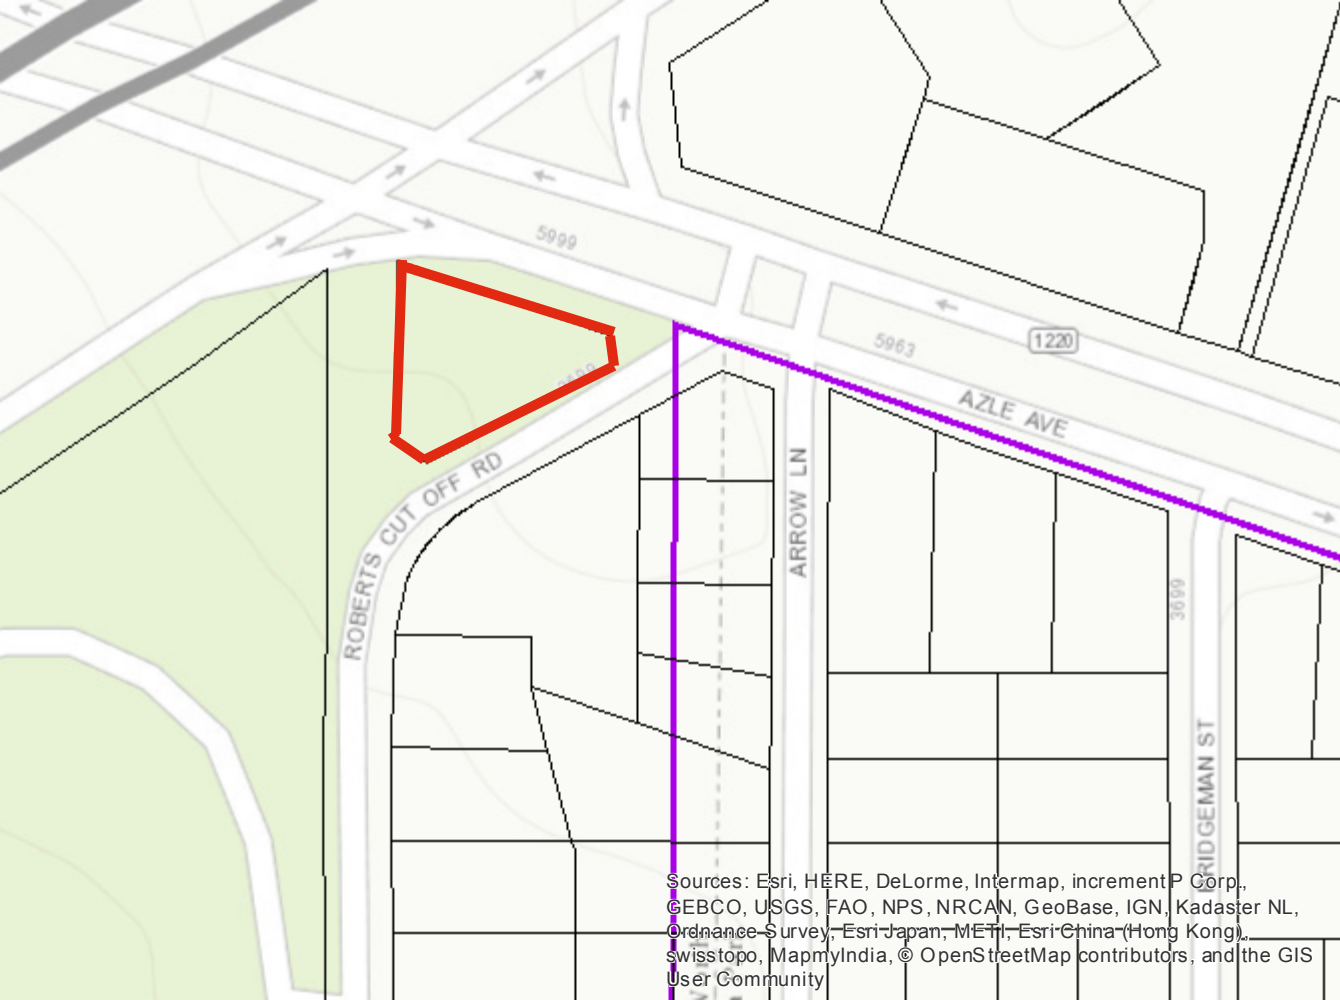 5999
1220
5963
AZLE AVE
ROBERTS CUT OFF RD
ARROW LN
3699
BRIDGEMAN ST
Sources: Esri, HERE, DeLorme, Intermap, increment P Corp.,
GEBCO, USGS, FAO, NPS, NRCAN, GeoBase, IGN, Kadaster NL,
Ordnance Survey, Esri Japan, METI, Esri China (Hong Kong),
swisstopo, MapmyIndia, © OpenStreetMap contributors, and the GIS
User Community